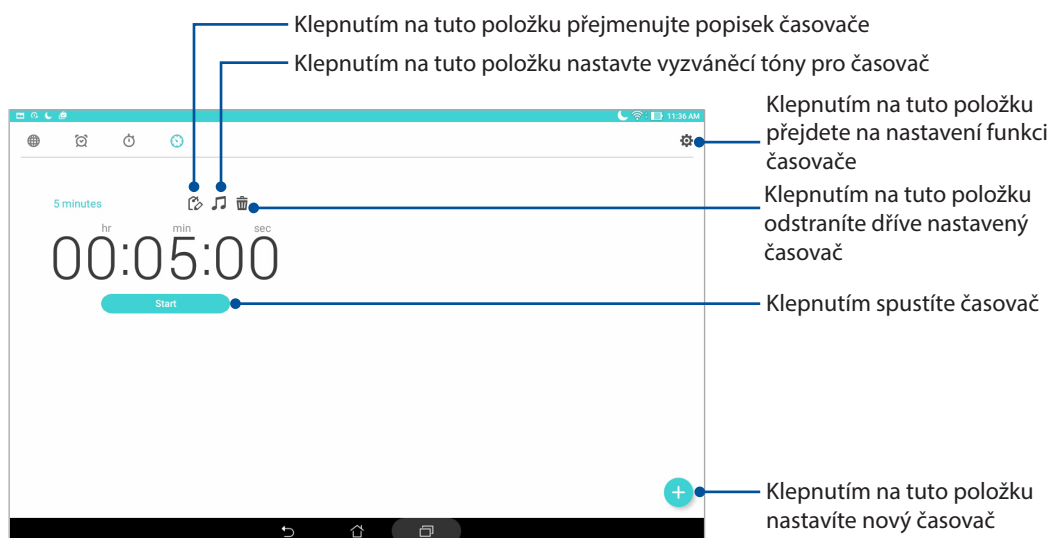 Klepnutím na tuto položku přejmenujte popisek časovače
Klepnutím na tuto položku nastavte vyzváněcí tóny pro časovač
11:36 AM
Klepnutím na tuto položku
přejdete na nastavení funkci
časovače
5 minutes
Klepnutím na tuto položku
odstraníte dříve nastavený
časovač
hr min sec
00:05:00
Start
Klepnutím spustíte časovač
Klepnutím na tuto položku
nastavíte nový časovač